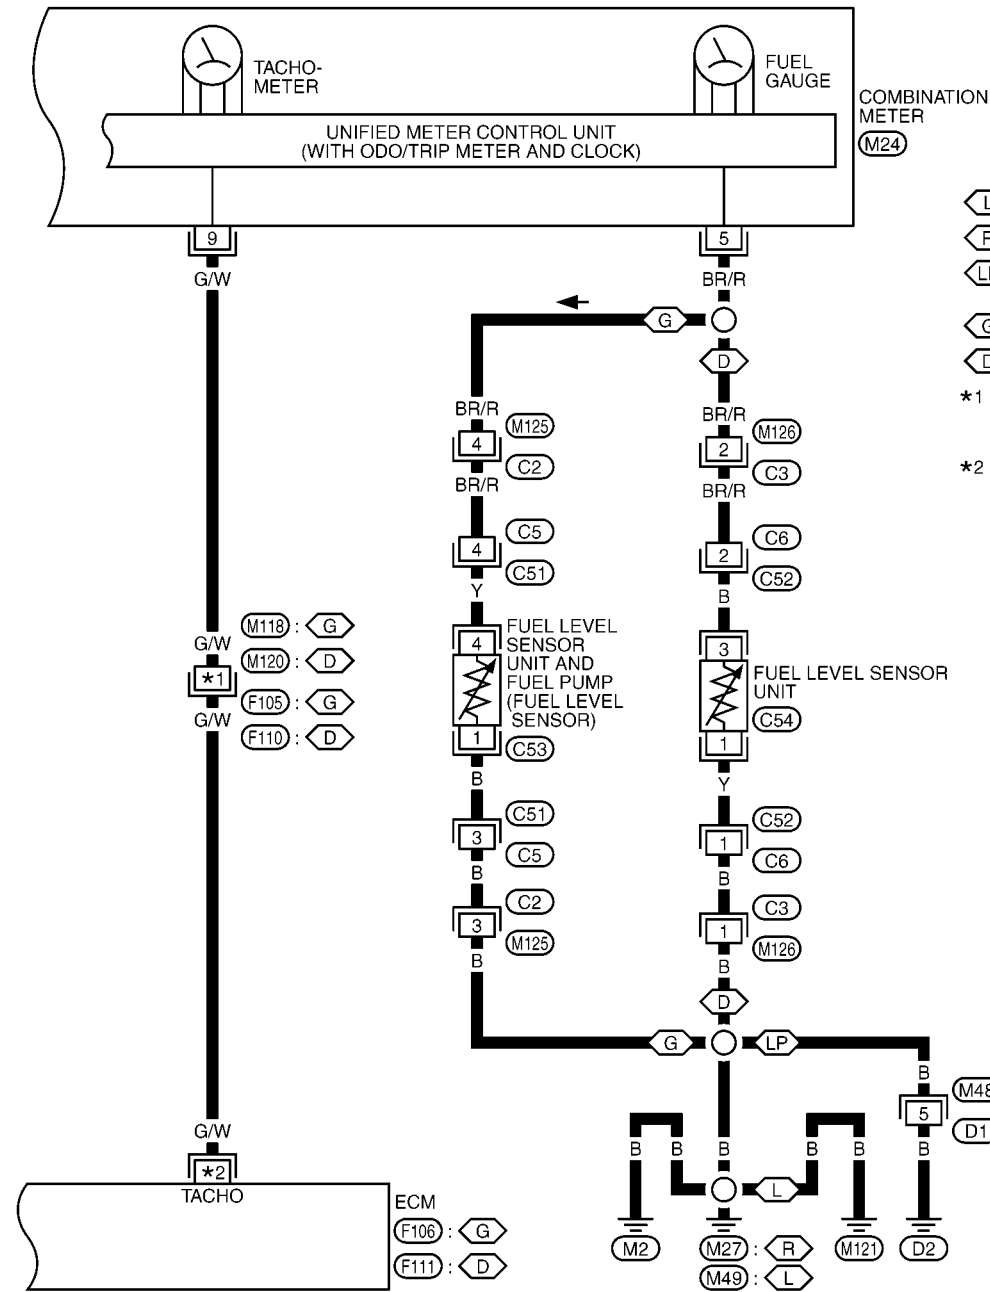 TACHO-
METER
FUEL
GAUGE
COMBINATION
METER
M24
UNIFIED METER CONTROL UNIT
(WITH ODO/TRIP METER AND CLOCK)
9
5
G/W
BR/R
G
D
BR/R
M125
4
C2
BR/R
BR/R
M126
2
C3
BR/R
*1
*2
C5
4
C51
Y
C6
2
C52
B
G/W
M118 : G
M120 : D
*1
F105 : G
F110 : D
G/W
4
FUEL LEVEL
SENSOR
UNIT AND
FUEL PUMP
(FUEL LEVEL
SENSOR)
1
C53
B
3
FUEL LEVEL SENSOR
UNIT
C54
1
Y
C51
3
C5
B
C52
1
C6
B
C2
3
M125
B
C3
1
M126
B
D
G
LP
B
M48
5
D1
B
G/W
*2
TACHO
B
B
B
B
B
L
ECM
F106 : G
F111 : D
M2
M27 : R
M49 : L
M121
D2